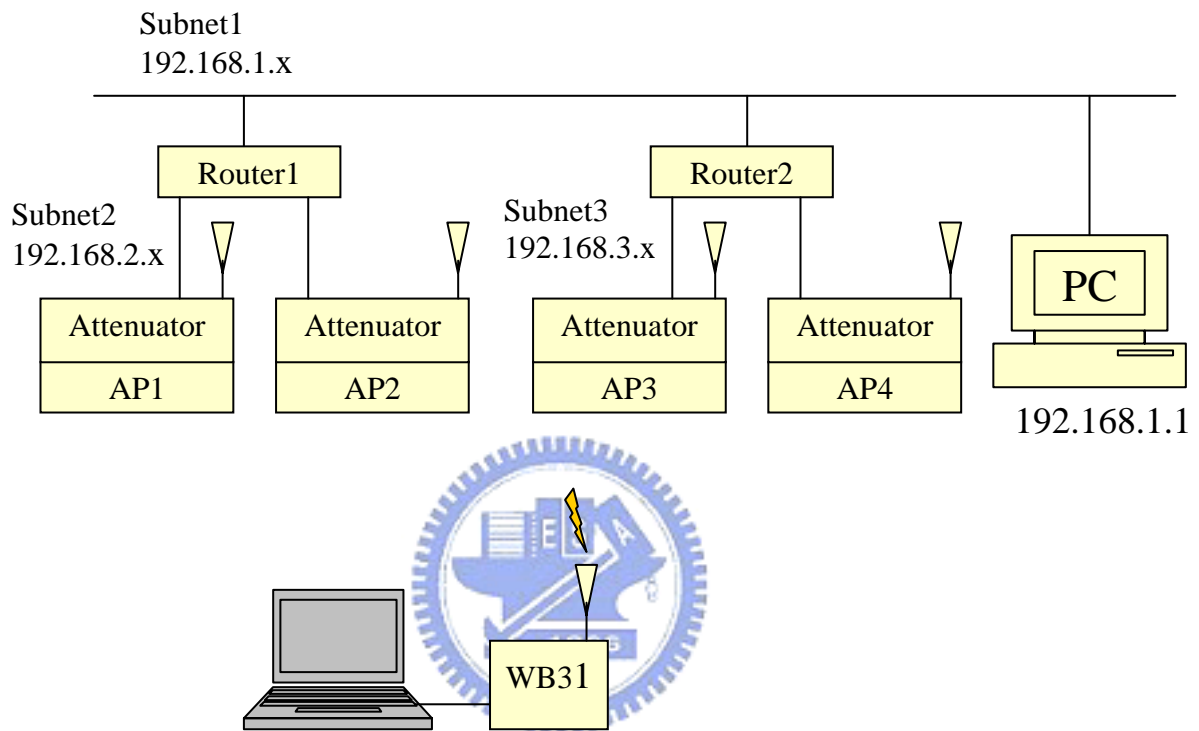 Subnet1
192.168.1.x
Router1
Router2
Subnet2
192.168.2.x
Subnet3
192.168.3.x
Attenuator
AP1
Attenuator
AP2
Attenuator
AP3
Attenuator
AP4
PC
192.168.1.1
E
A
WB31